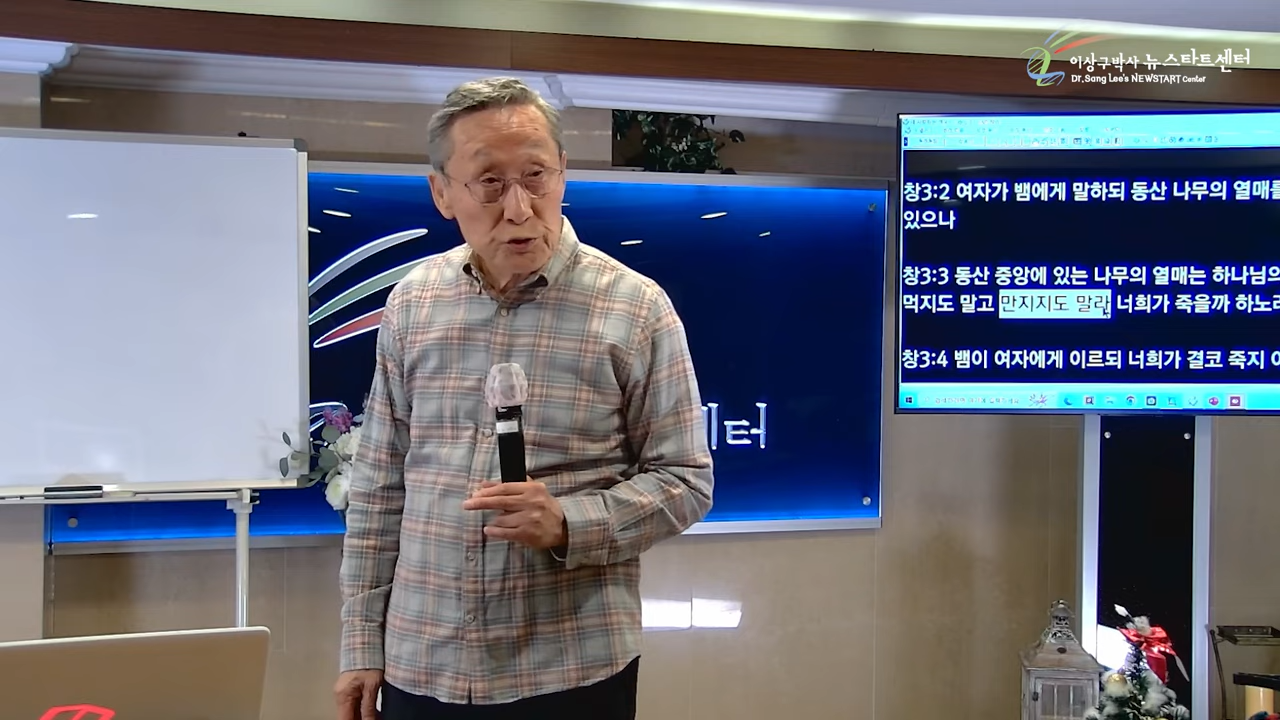 이상구박사 뉴스타트센터
Dr. Sang Lee's NEWSTART Center
창3:2 여자가 뱀에게 말하되 동산 나무의 열매를
있으나
창3:3 동산 중앙에 있는 나무의 열매는 하나님의
먹지도 말고 만지지도 말라 너희가 죽을까 하노라
창3:4 뱀이 여자에게 이르되 너희가 결코 죽지 아
터